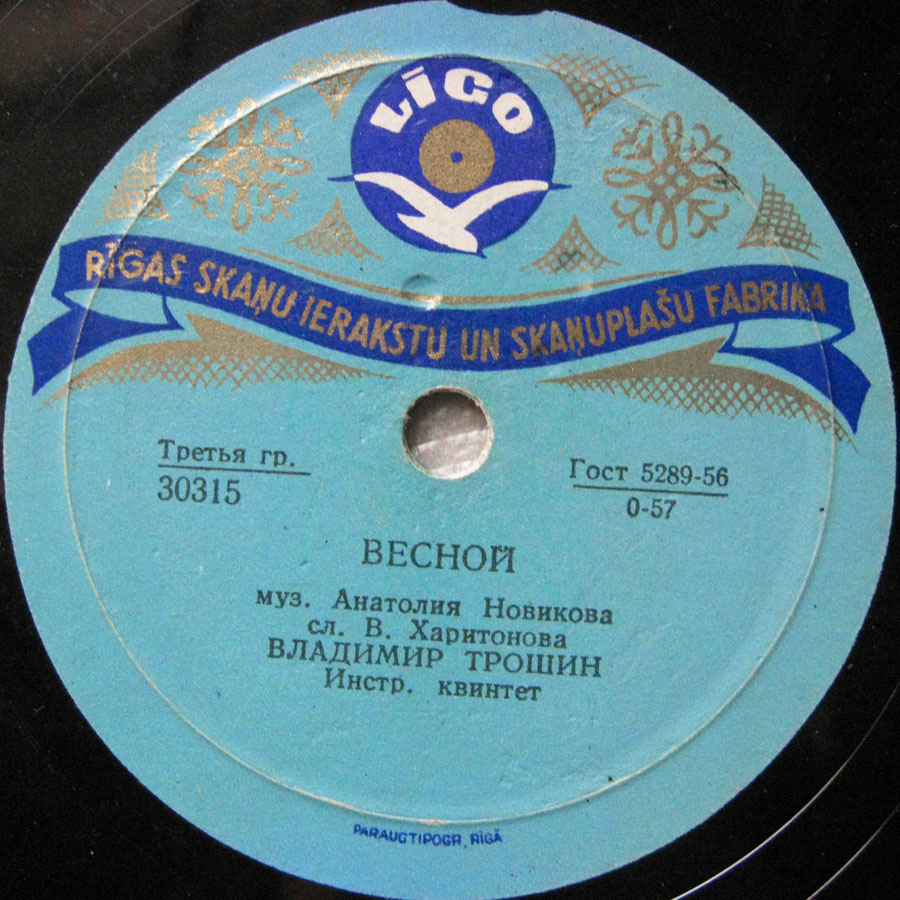 LĪGO
RĪGAS SKAŅU IERAKSTU UN SKAŅUPLAŠU FABRIKA
Третья гр.
30315
Гост 5289-56
0-57
ВЕСНОЙ
муз. Анатолия Новикова
сл. В. Харитонова
ВЛАДИМИР ТРОШИН
Инстр. квинтет
PARAUGTIPOGR, RĪGĀ